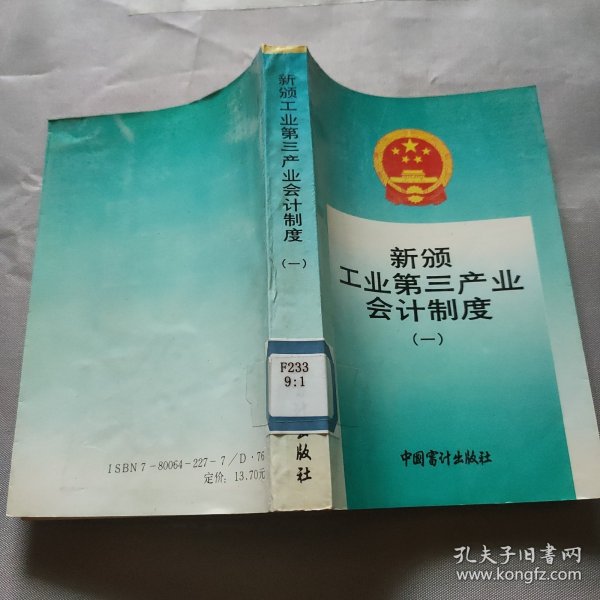 新颁工业第三产业会计制度
(一)
F233
9:1
版社
ISBN7-80064-227-7/D·76
定价:13.70元
新颁
工业第三产业
会计制度
(一)
中国审计出版社
孔夫子旧书网
www.kongfz.com